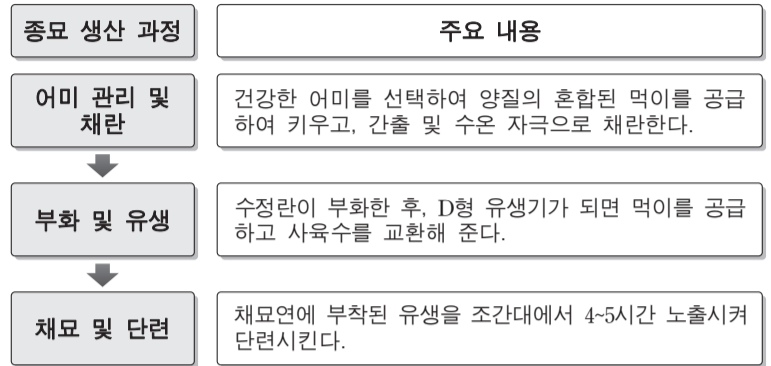 종묘 생산 과정
주요 내용
어미 관리 및
채란
건강한 어미를 선택하여 양질의 혼합된 먹이를 공급
하여 키우고, 간출 및 수온 자극으로 채란한다.
부화 및 유생
수정란이 부화한 후, D형 유생기가 되면 먹이를 공급
하고 사육수를 교환해 준다.
채묘 및 단련
채묘연에 부착된 유생을 조간대에서 4~5시간 노출시켜
단련시킨다.